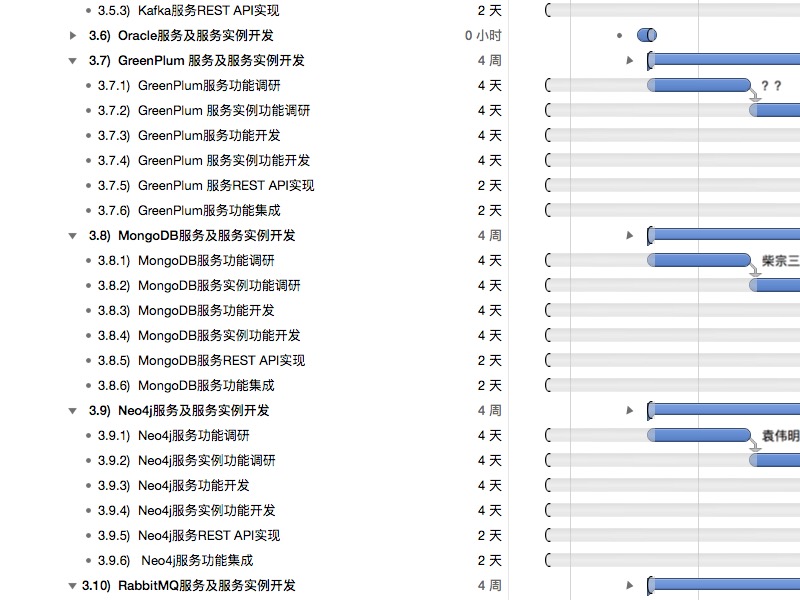 3.5.3) Kafka服务REST API实现 2 天
3.6) Oracle服务及服务实例开发 0 小时
3.7) GreenPlum 服务及服务实例开发 4 周
3.7.1) GreenPlum服务功能调研 4 天 ? ?
3.7.2) GreenPlum 服务实例功能调研 4 天
3.7.3) GreenPlum服务功能开发 4 天
3.7.4) GreenPlum 服务实例功能开发 4 天
3.7.5) GreenPlum 服务REST API实现 2 天
3.7.6) GreenPlum服务功能集成 2 天
3.8) MongoDB服务及服务实例开发 4 周
3.8.1) MongoDB服务功能调研 4 天 柴宗三
3.8.2) MongoDB服务实例功能调研 4 天
3.8.3) MongoDB服务功能开发 4 天
3.8.4) MongoDB服务实例功能开发 4 天
3.8.5) MongoDB服务REST API实现 2 天
3.8.6) MongoDB服务功能集成 2 天
3.9) Neo4j服务及服务实例开发 4 周
3.9.1) Neo4j服务功能调研 4 天 袁伟明
3.9.2) Neo4j服务实例功能调研 4 天
3.9.3) Neo4j服务功能开发 4 天
3.9.4) Neo4j服务实例功能开发 4 天
3.9.5) Neo4j服务REST API实现 2 天
3.9.6) Neo4j服务功能集成 2 天
3.10) RabbitMQ服务及服务实例开发 4 周